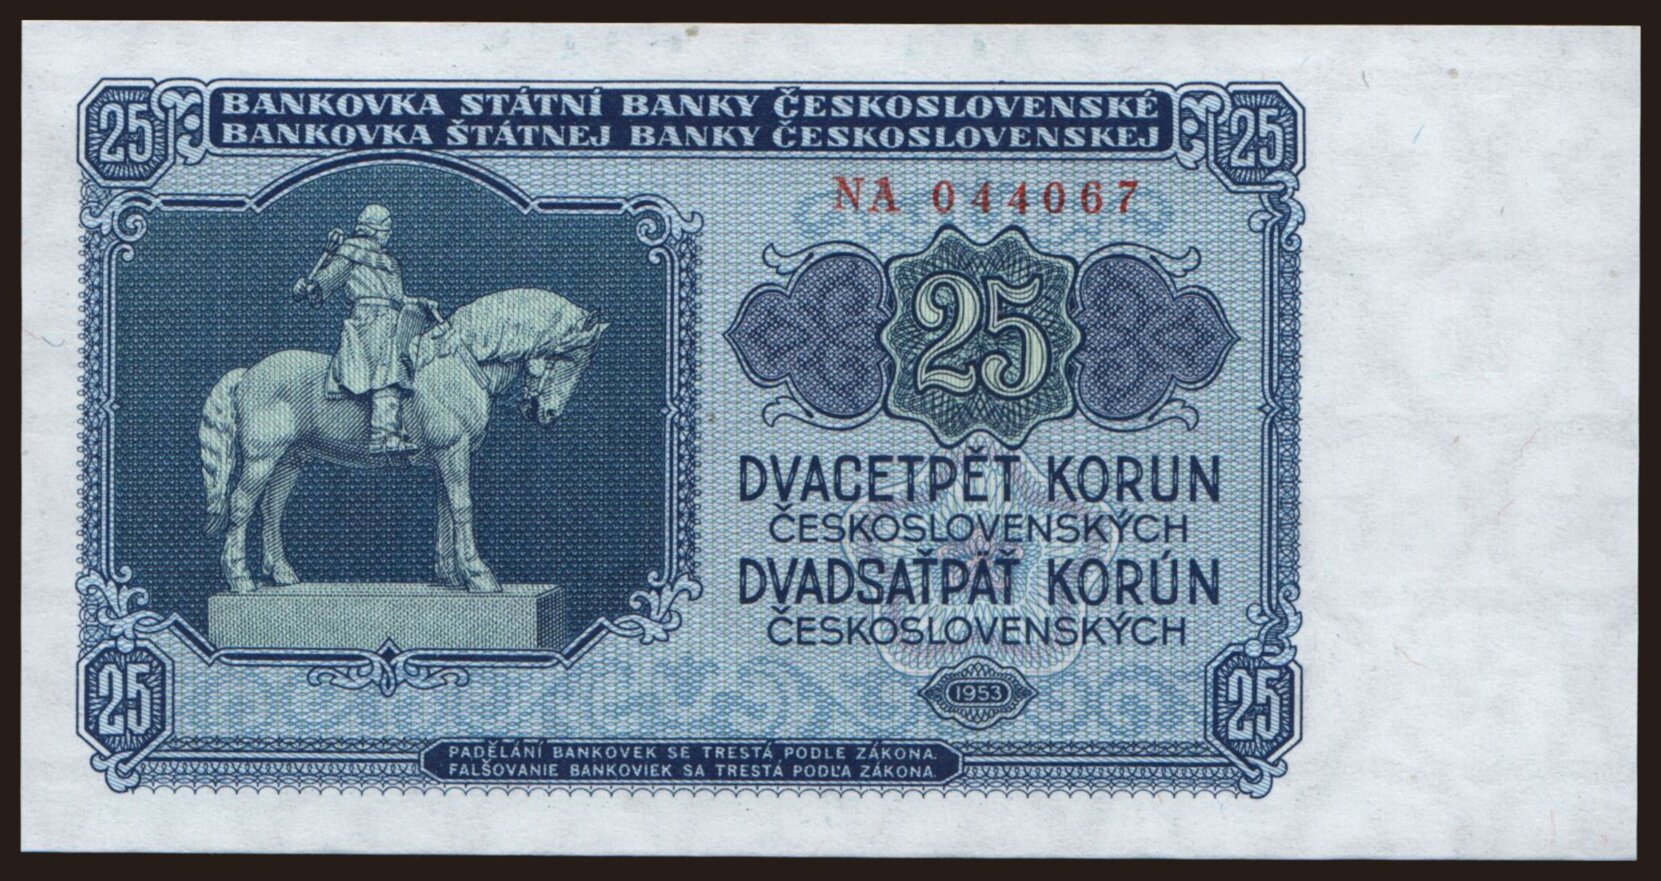 25 BANKOVKA STÁTNÍ BANKY ČESKOSLOVENSKÉ 25
BANKOVKA ŠTÁTNEJ BANKY ČESKOSLOVENSKEJ
NA 044067
25
DVACETPĚT KORUN
ČESKOSLOVENSKÝCH
DVADSAŤPÄŤ KORÚN
ČESKOSLOVENSKÝCH
25 1953 25
PADĚLÁNÍ BANKOVEK SE TRESTÁ PODLE ZÁKONA.
FALŠOVANIE BANKOVIEK SA TRESTÁ PODĽA ZÁKONA.